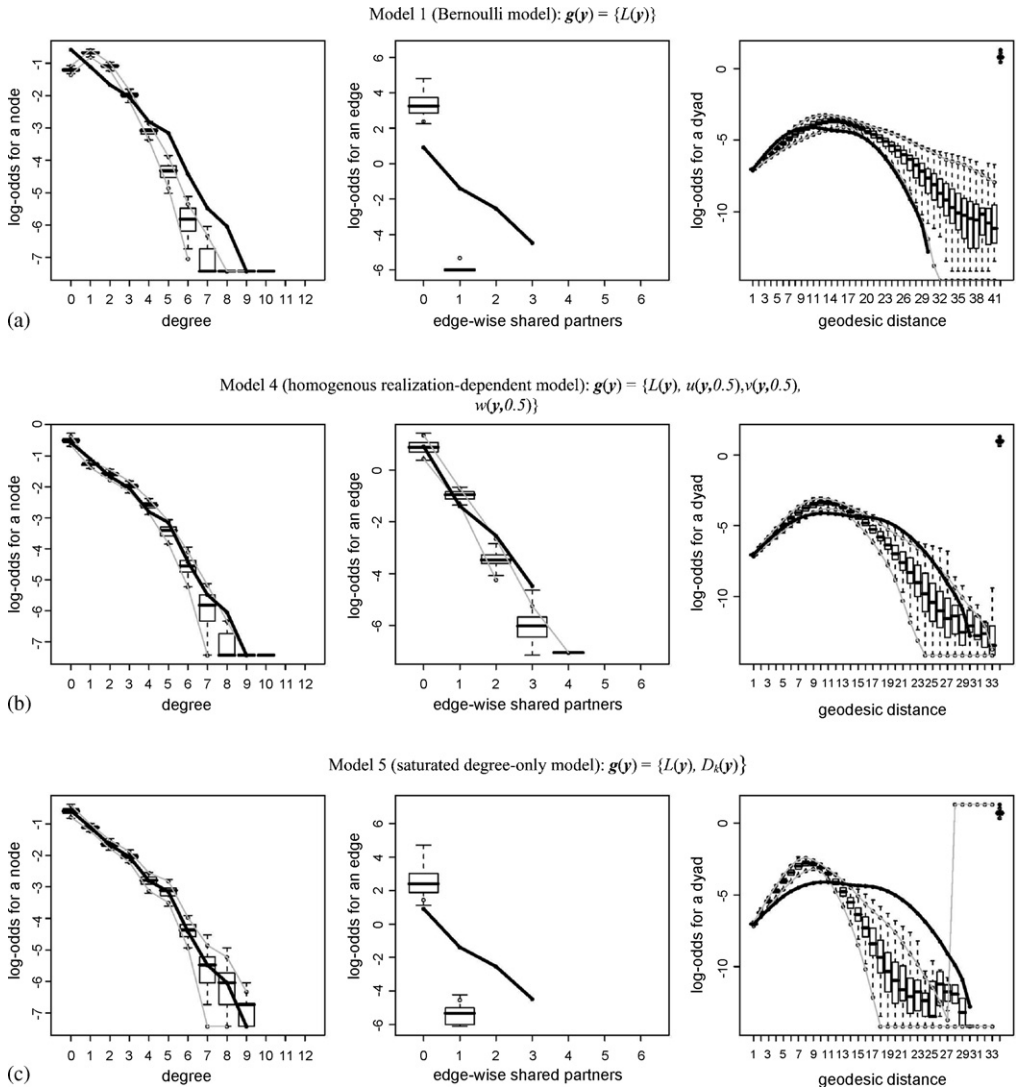 Model 1 (Bernoulli model): g(y) = {L(y)}
log-odds for a node
-1
-2
-3
-4
-5
-6
-7
0 1 2 3 4 5 6 7 8 9 10 11 12
degree
log-odds for an edge
6
4
2
0
-2
-4
-6
0 1 2 3 4 5 6
edge-wise shared partners
log-odds for a dyad
0
-5
-10
1 3 5 7 9 11 14 17 20 23 26 29 32 35 38 41
geodesic distance
(a)
Model 4 (homogenous realization-dependent model): g(y) = {L(y), u(y,0.5),v(y,0.5),
w(y,0.5)}
log-odds for a node
0
-1
-2
-3
-4
-5
-6
-7
0 1 2 3 4 5 6 7 8 9 10 11 12
degree
log-odds for an edge
0
-2
-4
-6
0 1 2 3 4 5 6
edge-wise shared partners
log-odds for a dyad
0
-5
-10
1 3 5 7 9 11 13 15 17 19 21 23 25 27 29 31 33
geodesic distance
(b)
Model 5 (saturated degree-only model): g(y) = {L(y), Dk(y)}
log-odds for a node
-1
-2
-3
-4
-5
-6
-7
0 1 2 3 4 5 6 7 8 9 10 11 12
degree
log-odds for an edge
6
4
2
0
-2
-4
-6
0 1 2 3 4 5 6
edge-wise shared partners
log-odds for a dyad
0
-5
-10
1 3 5 7 9 11 13 15 17 19 21 23 25 27 29 31 33
geodesic distance
(c)